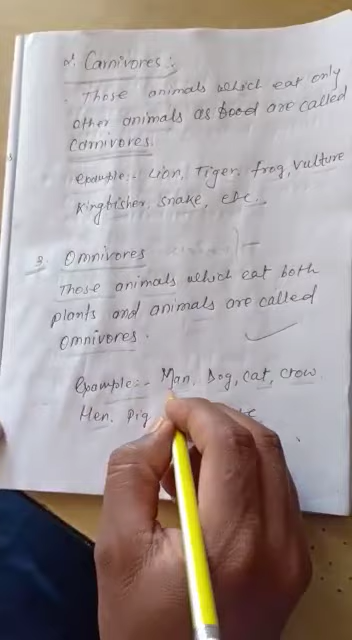 2. Carnivores :-
Those animals which eat only
other animals as food are called
Carnivores.
Example:- Lion, Tiger, frog, Vulture
Kingfisher, Snake, etc.
3. Omnivores
Those animals which eat both
plants and animals are called
Omnivores.
Example:- Man, Dog, cat, crow
Hen, Pig